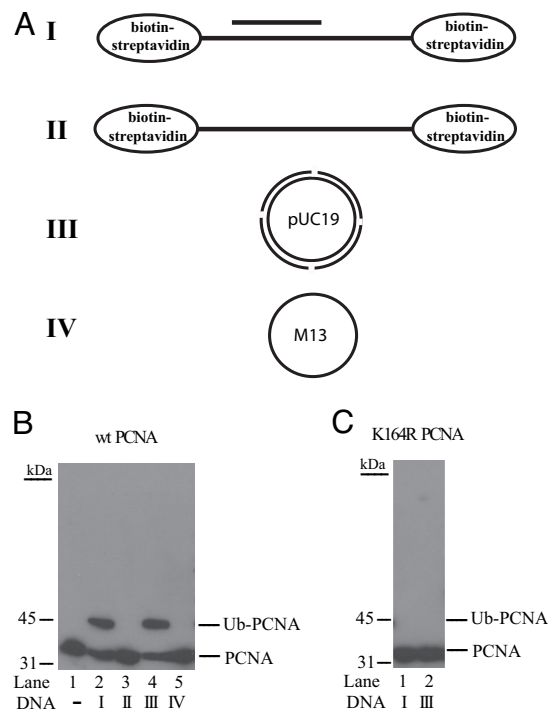 A
I
biotin-
streptavidin
biotin-
streptavidin
II
biotin-
streptavidin
biotin-
streptavidin
III
pUC19
IV
M13
B
wt PCNA
kDa
45
Ub-PCNA
31
PCNA
Lane 1 2 3 4 5
DNA - I II III IV
C
K164R PCNA
kDa
45
Ub-PCNA
31
PCNA
Lane 1 2
DNA I III